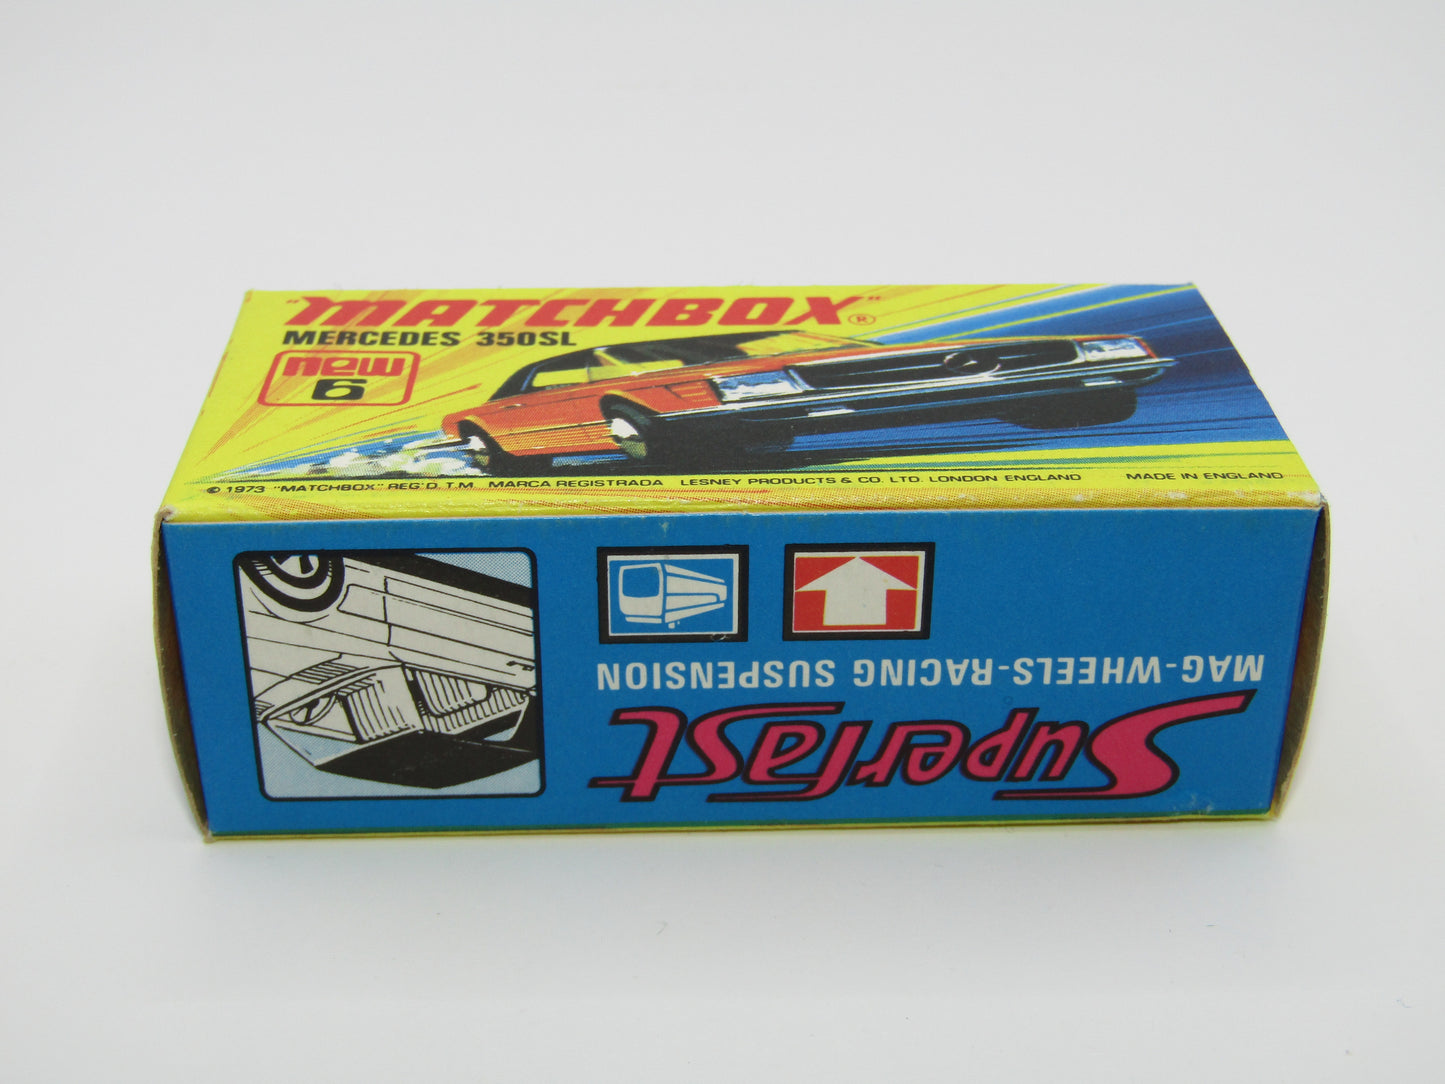 "MATCHBOX"®
MERCEDES 350SL
new
6
© 1973 "MATCHBOX" REG'D. T.M. MARCA REGISTRADA LESNEY PRODUCTS & CO. LTD. LONDON ENGLAND MADE IN ENGLAND
Superfast
MAG-WHEELS-RACING SUSPENSION